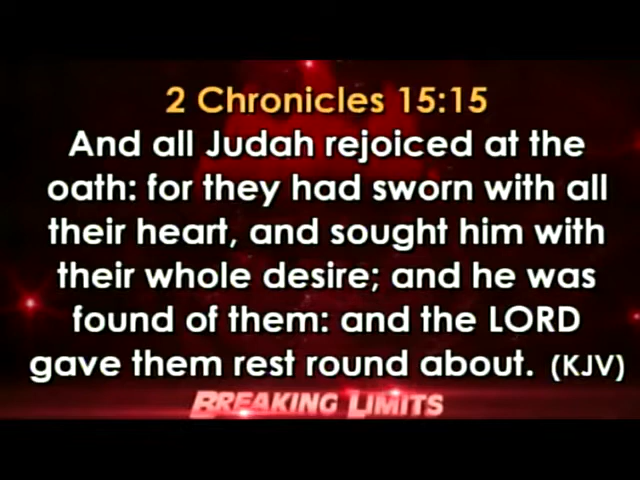 2 Chronicles 15:15
And all Judah rejoiced at the
oath: for they had sworn with all
their heart, and sought him with
their whole desire; and he was
found of them: and the LORD
gave them rest round about. (KJV)
BREAKING LIMITS